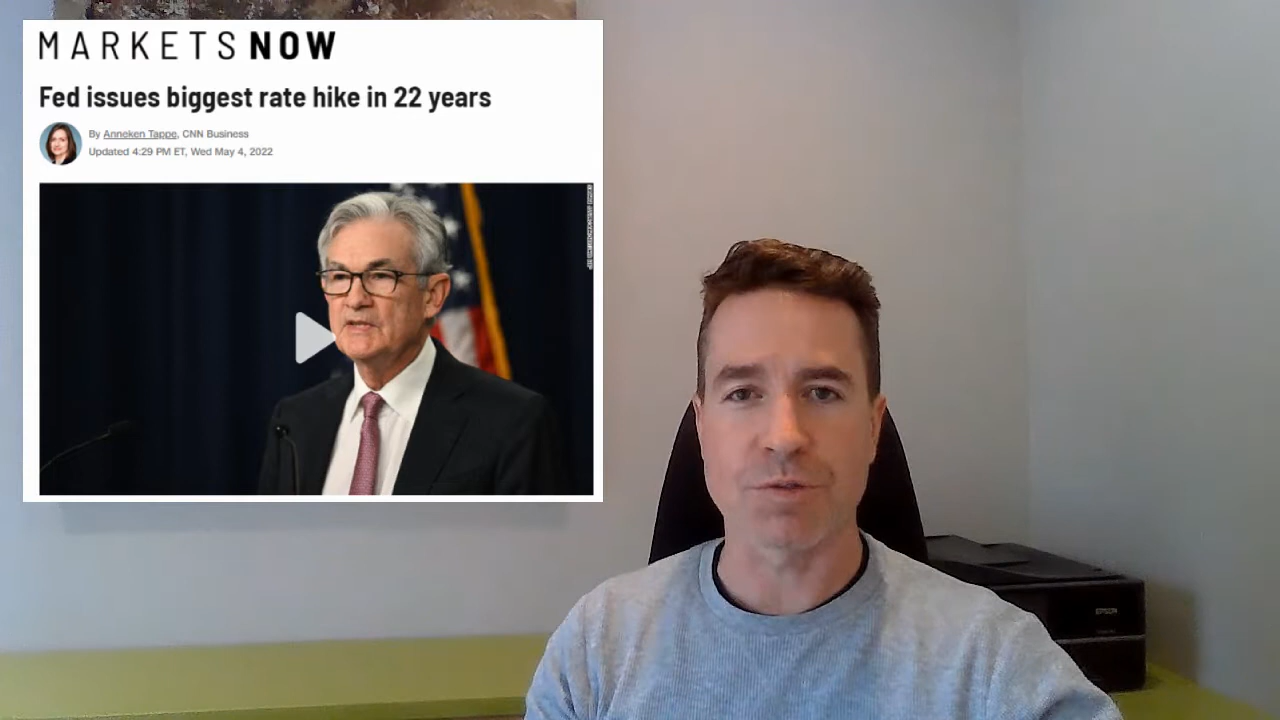 MARKETS NOW
Fed issues biggest rate hike in 22 years
By Anneken Tappe, CNN Business
Updated 4:29 PM ET, Wed May 4, 2022
EPSON